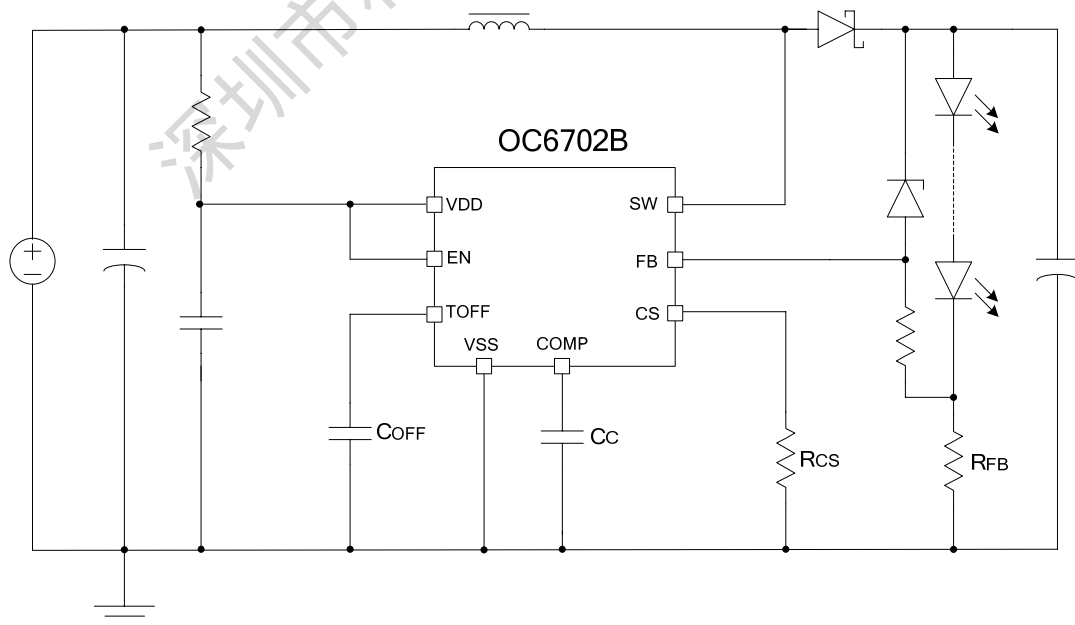 深圳市
OC6702B
VDD
SW
EN
FB
TOFF
CS
VSS
COMP
COFF
CC
RCS
RFB